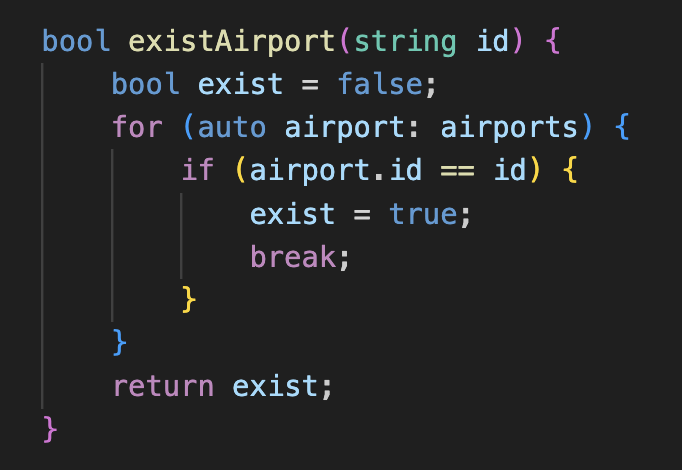 bool existAirport(string id) {
    bool exist = false;
    for (auto airport: airports) {
        if (airport.id == id) {
            exist = true;
            break;
        }
    }
    return exist;
}